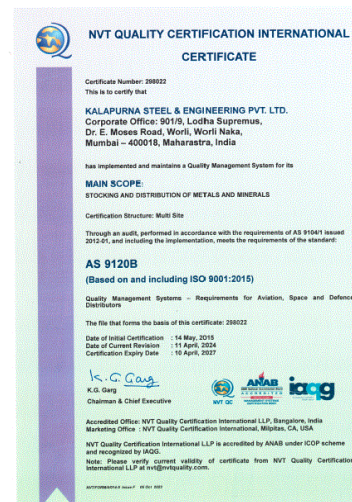 NVT QUALITY CERTIFICATION INTERNATIONAL
CERTIFICATE
Certificate Number: 298022
This is to certify that
KALAPURNA STEEL & ENGINEERING PVT. LTD.
Corporate Office: 901/9, Lodha Supremus,
Dr. E. Moses Road, Worli, Worli Naka,
Mumbai – 400018, Maharastra, India
has implemented and maintains a Quality Management System for its
MAIN SCOPE:
STOCKING AND DISTRIBUTION OF METALS AND MINERALS
Certification Structure: Multi Site
Through an audit, performed in accordance with the requirements of AS 9104/1 issued
2012-01, and including the implementation, meets the requirements of the standard:
AS 9120B
(Based on and including ISO 9001:2015)
Quality Management Systems – Requirements for Aviation, Space and Defence
Distributors
The file that forms the basis of this certificate: 298022
Date of Initial Certification : 14 May, 2015
Date of Current Revision : 11 April, 2024
Certification Expiry Date : 10 April, 2027
K. G. Garg
K.G. Garg
Chairman & Chief Executive
NVT QC
ANAB
ACCREDITED
iaqg
Accredited Office: NVT Quality Certification International LLP, Bangalore, India
Marketing Office : NVT Quality Certification International, Milpitas, CA, USA
NVT Quality Certification International LLP is accredited by ANAB under ICOP scheme
and recognized by IAQG.
Note: Please verify current validity of certificate from NVT Quality Certification
International LLP at nvt@nvtquality.com.